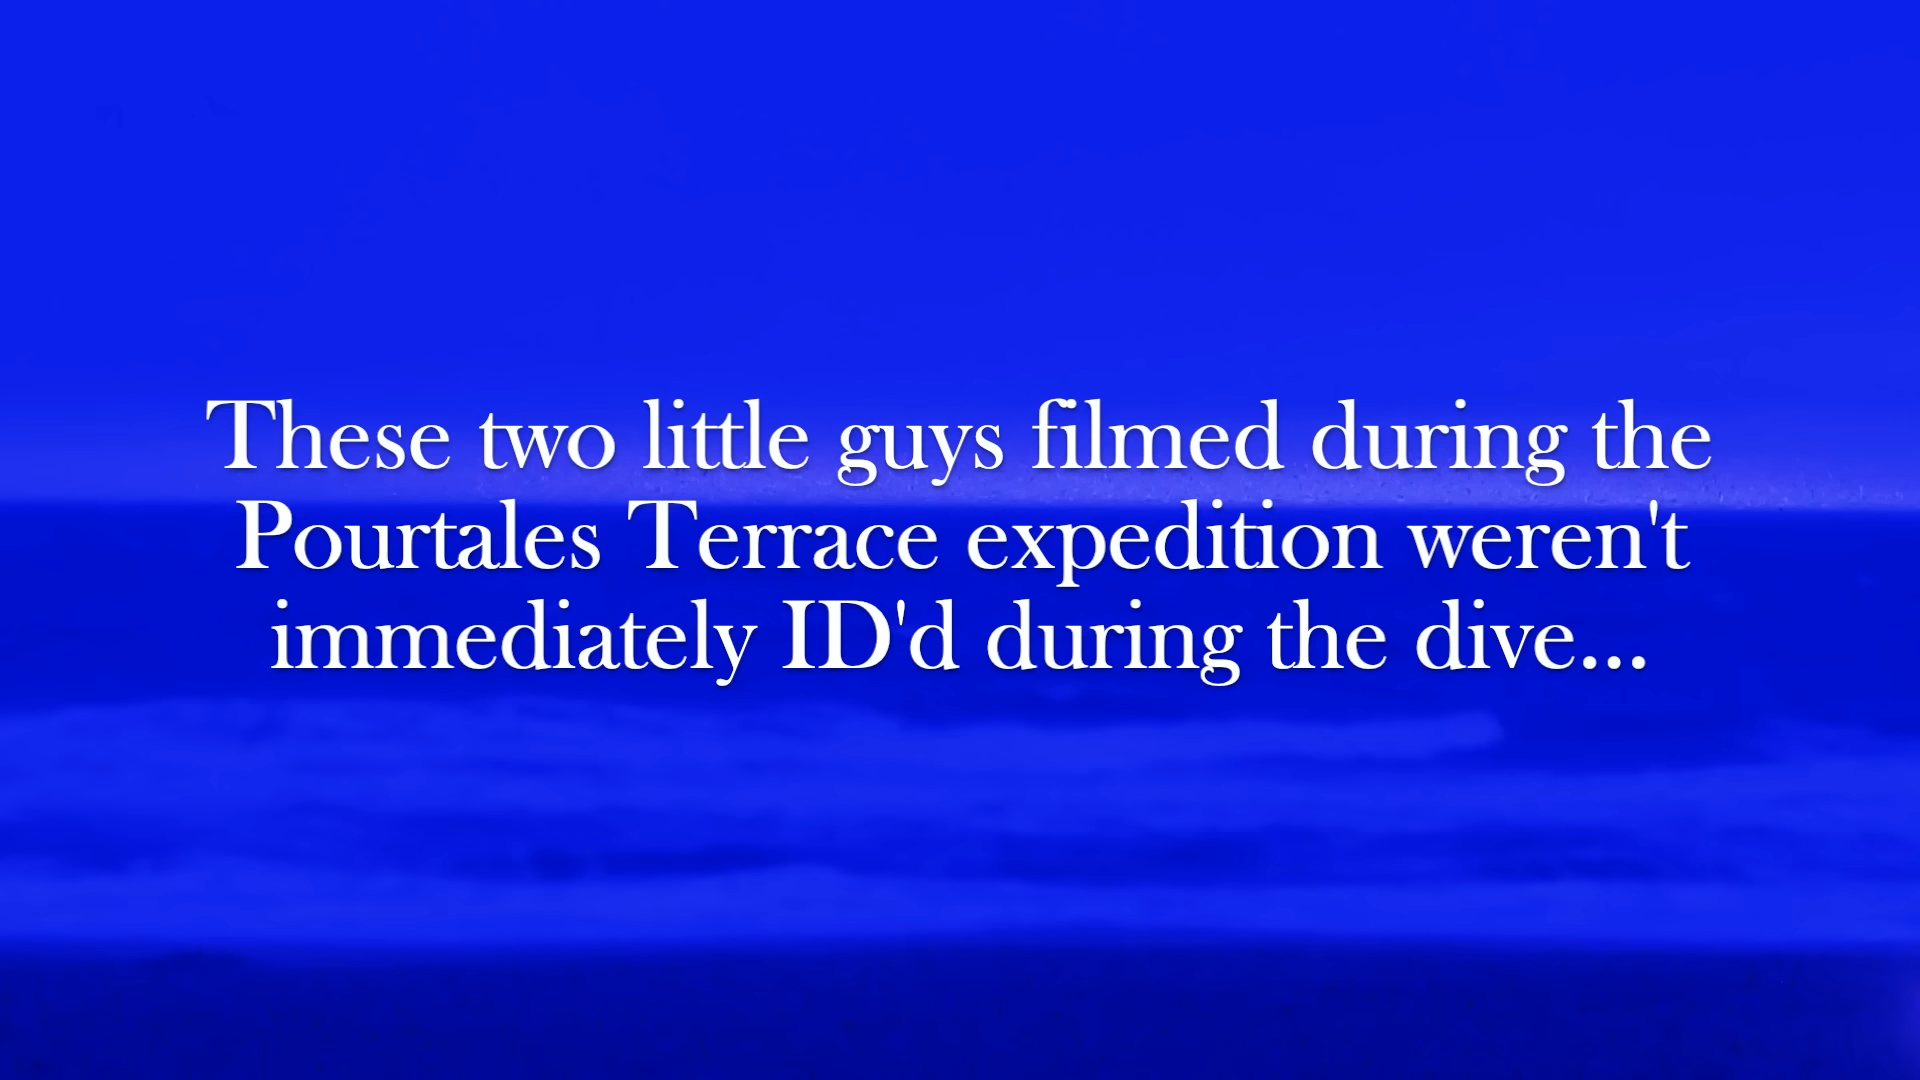 These two little guys filmed during the
Pourtales Terrace expedition weren't
immediately ID'd during the dive...